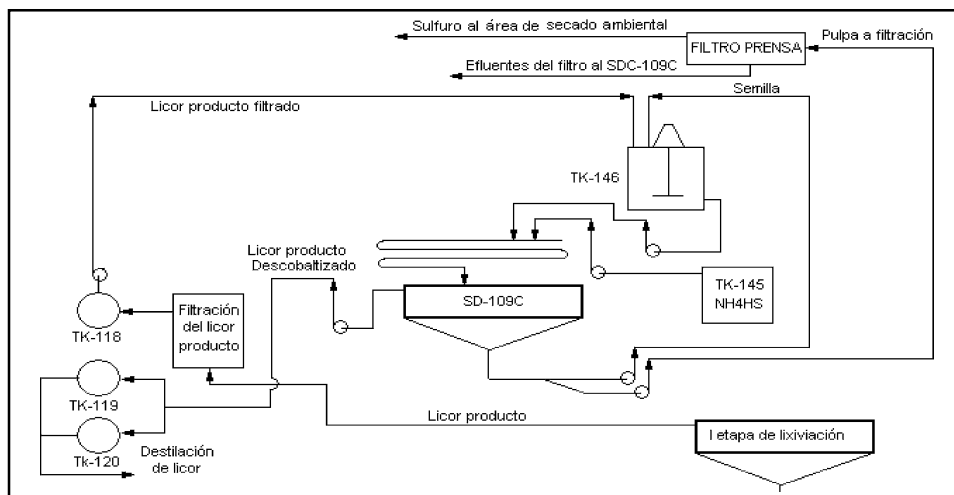 Sulfuro al área de secado ambiental
FILTRO PRENSA
Pulpa a filtración
Efluentes del filtro al SDC-109C
Semilla
Licor producto filtrado
TK-146
Licor producto
Descobaltizado
TK-145
NH4HS
SD-109C
Filtración
del licor
producto
TK-118
TK-119
Licor producto
I etapa de lixiviación
Tk-120
Destilación
de licor